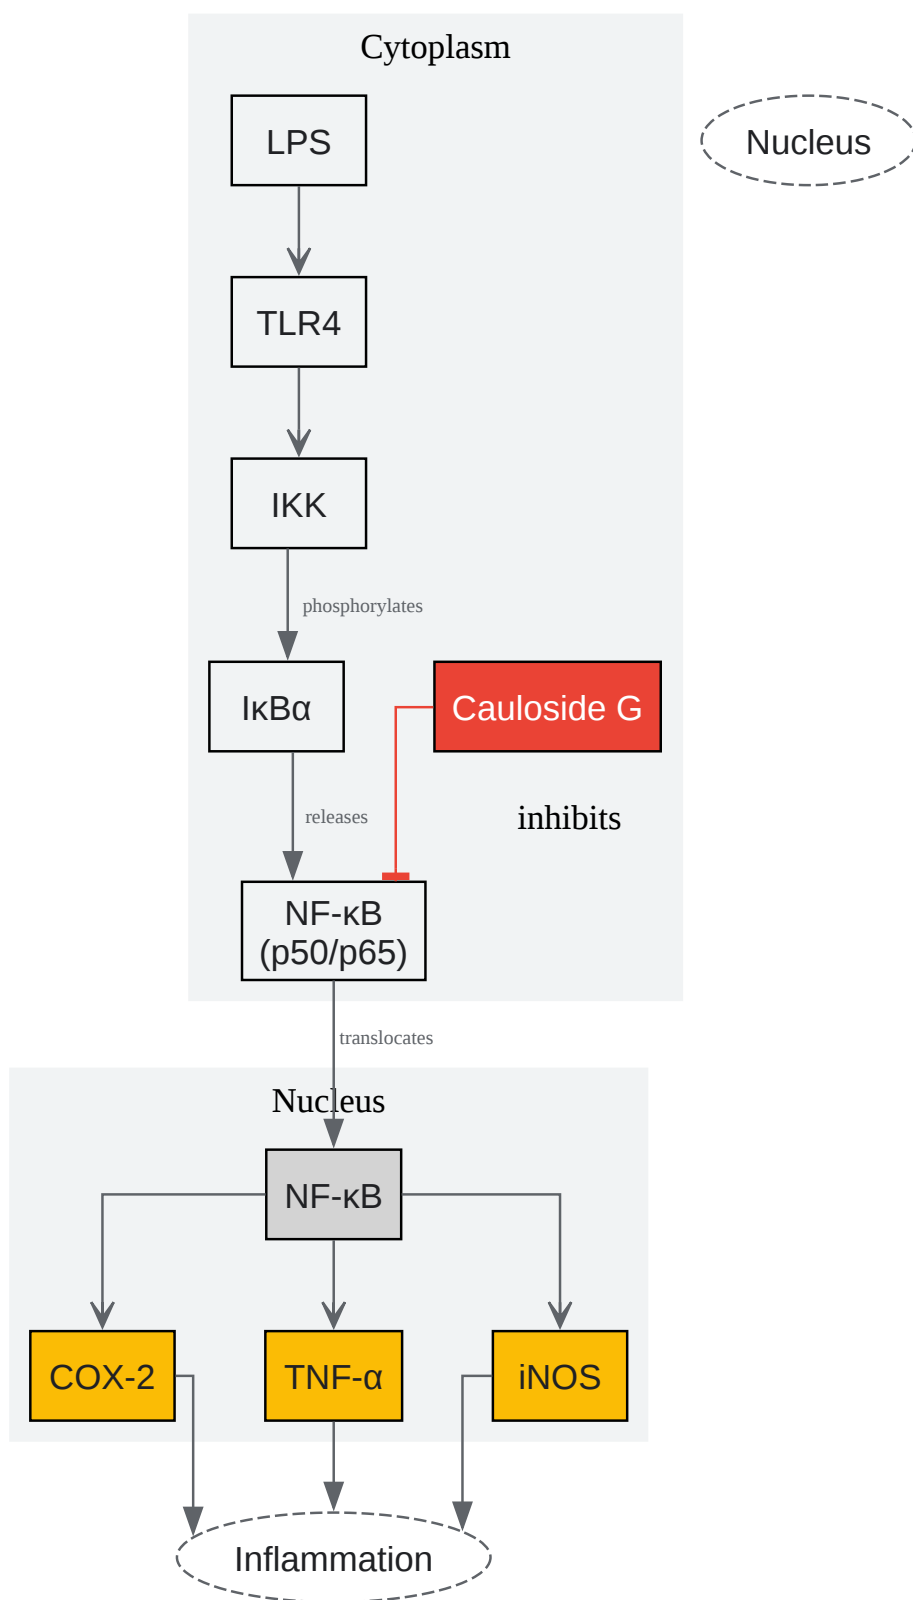 Cytoplasm
LPS
Nucleus
TLR4
IKK
phosphorylates
IκBα
Cauloside G
releases
inhibits
NF-κB
(p50/p65)
translocates
Nucleus
NF-κB
COX-2
TNF-α
iNOS
Inflammation